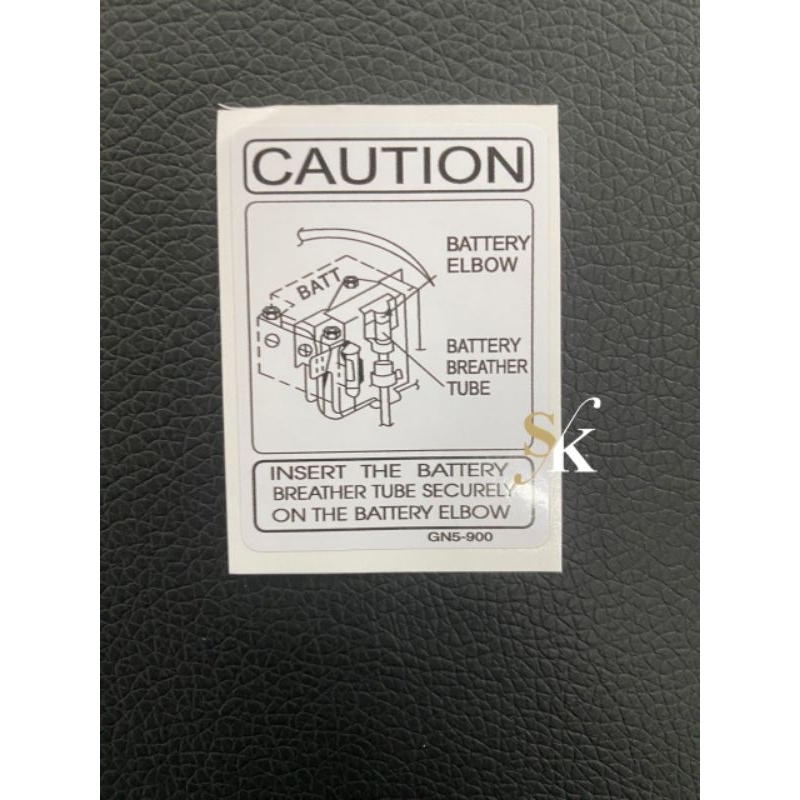 CAUTION
BATT
BATTERY
ELBOW
BATTERY
BREATHER
TUBE
SK
INSERT THE BATTERY
BREATHER TUBE SECURELY
ON THE BATTERY ELBOW
GN5-900